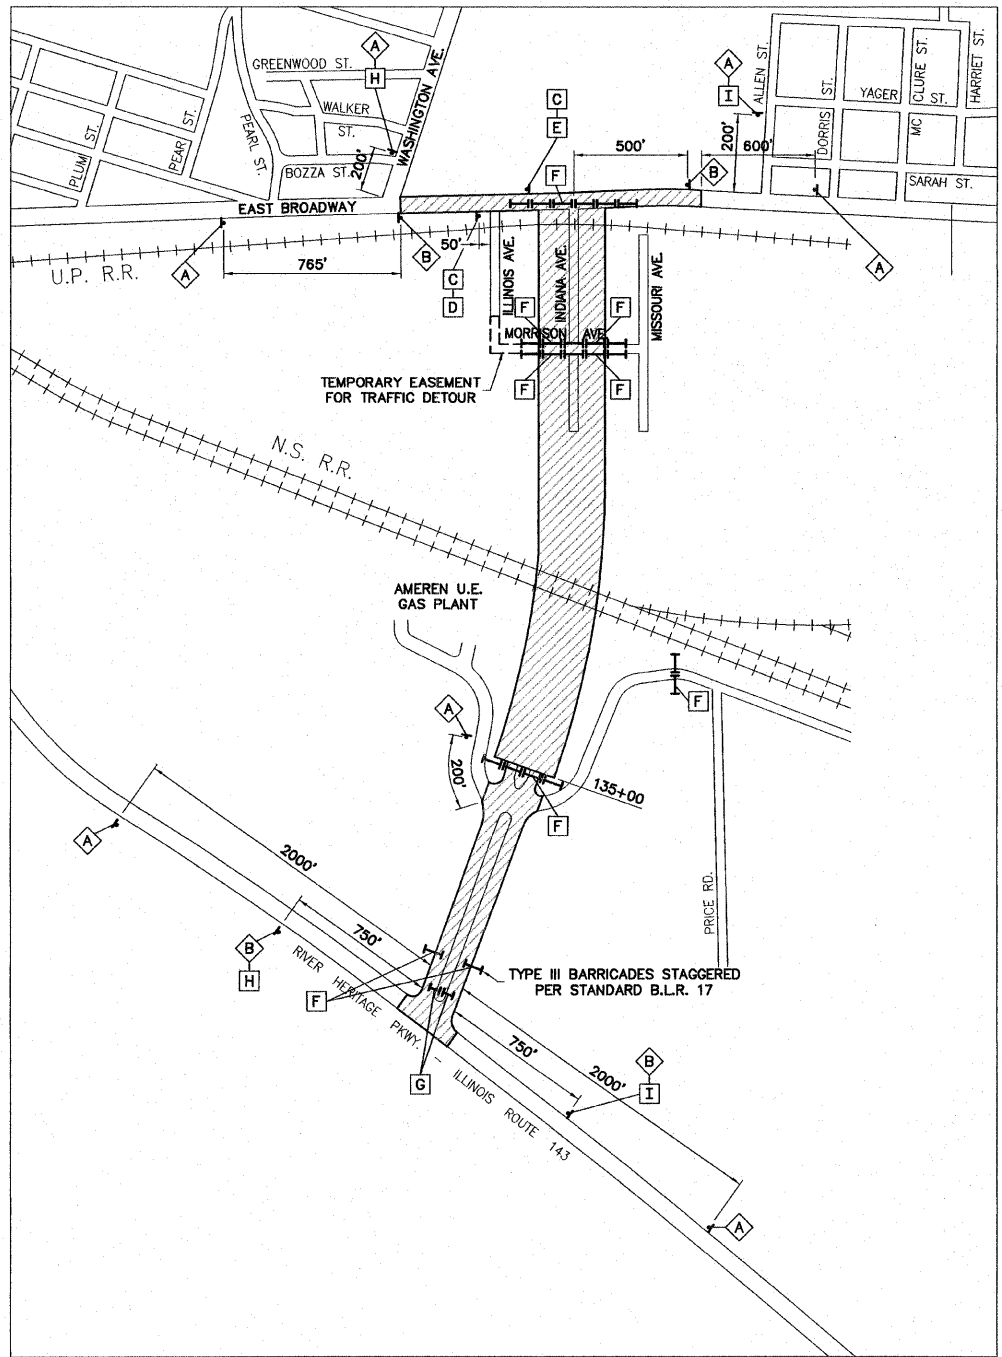 GREENWOOD ST.
WALKER
ST.
BOZZA ST.
PEARL ST.
PEAR ST.
PLUM ST.
WASHINGTON AVE.
A
H
200'
C
E
F
500'
A
I
200'
600'
B
ALLEN ST.
DORRIS ST.
YAGER ST.
MC CLURE ST.
HARRIET ST.
SARAH ST.
EAST BROADWAY
A
765'
B
50'
C
D
A
U.P. R.R.
ILLINOIS AVE.
INDIANA AVE.
MISSOURI AVE.
F
F
MORRISON AVE
F
F
TEMPORARY EASEMENT
FOR TRAFFIC DETOUR
N.S. R.R.
AMEREN U.E.
GAS PLANT
F
A
200'
135+00
F
A
2000'
750'
B
H
PRICE RD.
RIVER HERITAGE PKWY. - ILLINOIS ROUTE 143
F
TYPE III BARRICADES STAGGERED
PER STANDARD B.L.R. 17
G
750'
2000'
B
I
A